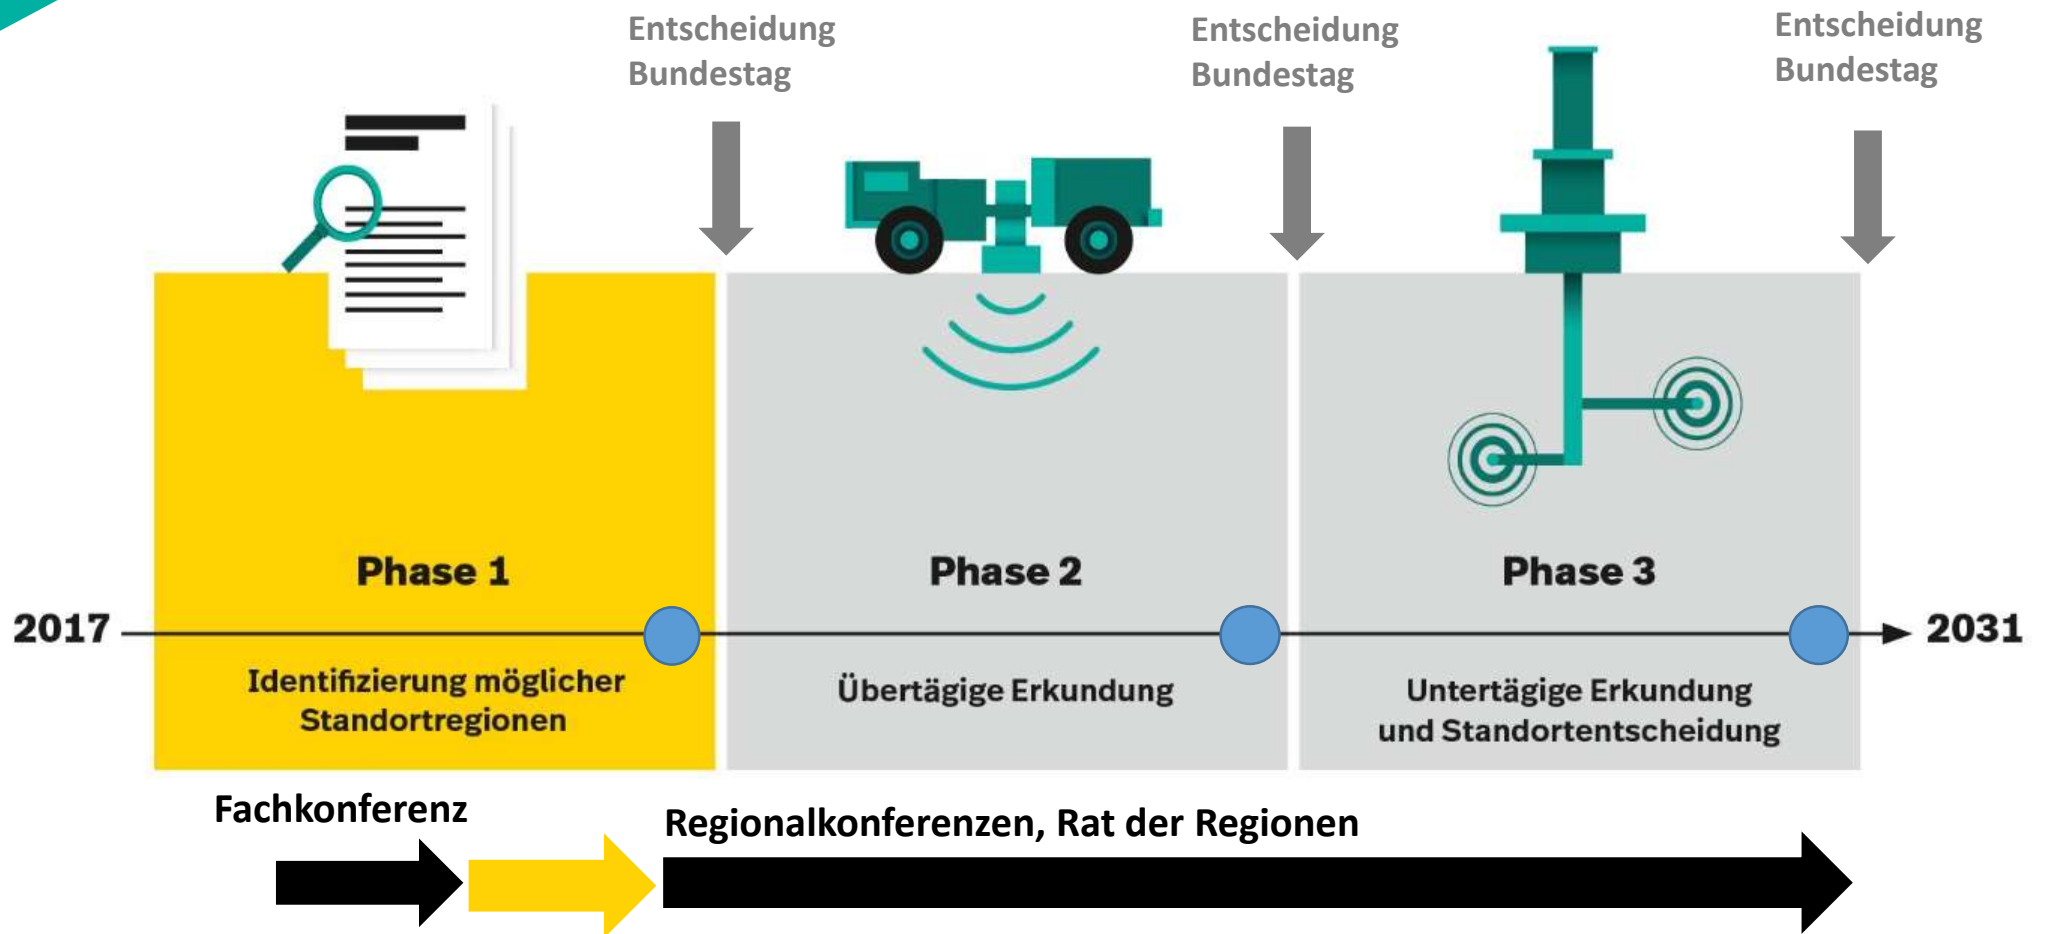 Entscheidung
Bundestag
Entscheidung
Bundestag
Entscheidung
Bundestag
Phase 1
Phase 2
Phase 3
2017
2031
Identifizierung möglicher
Standortregionen
Übertägige Erkundung
Untertägige Erkundung
und Standortentscheidung
Fachkonferenz
Regionalkonferenzen, Rat der Regionen